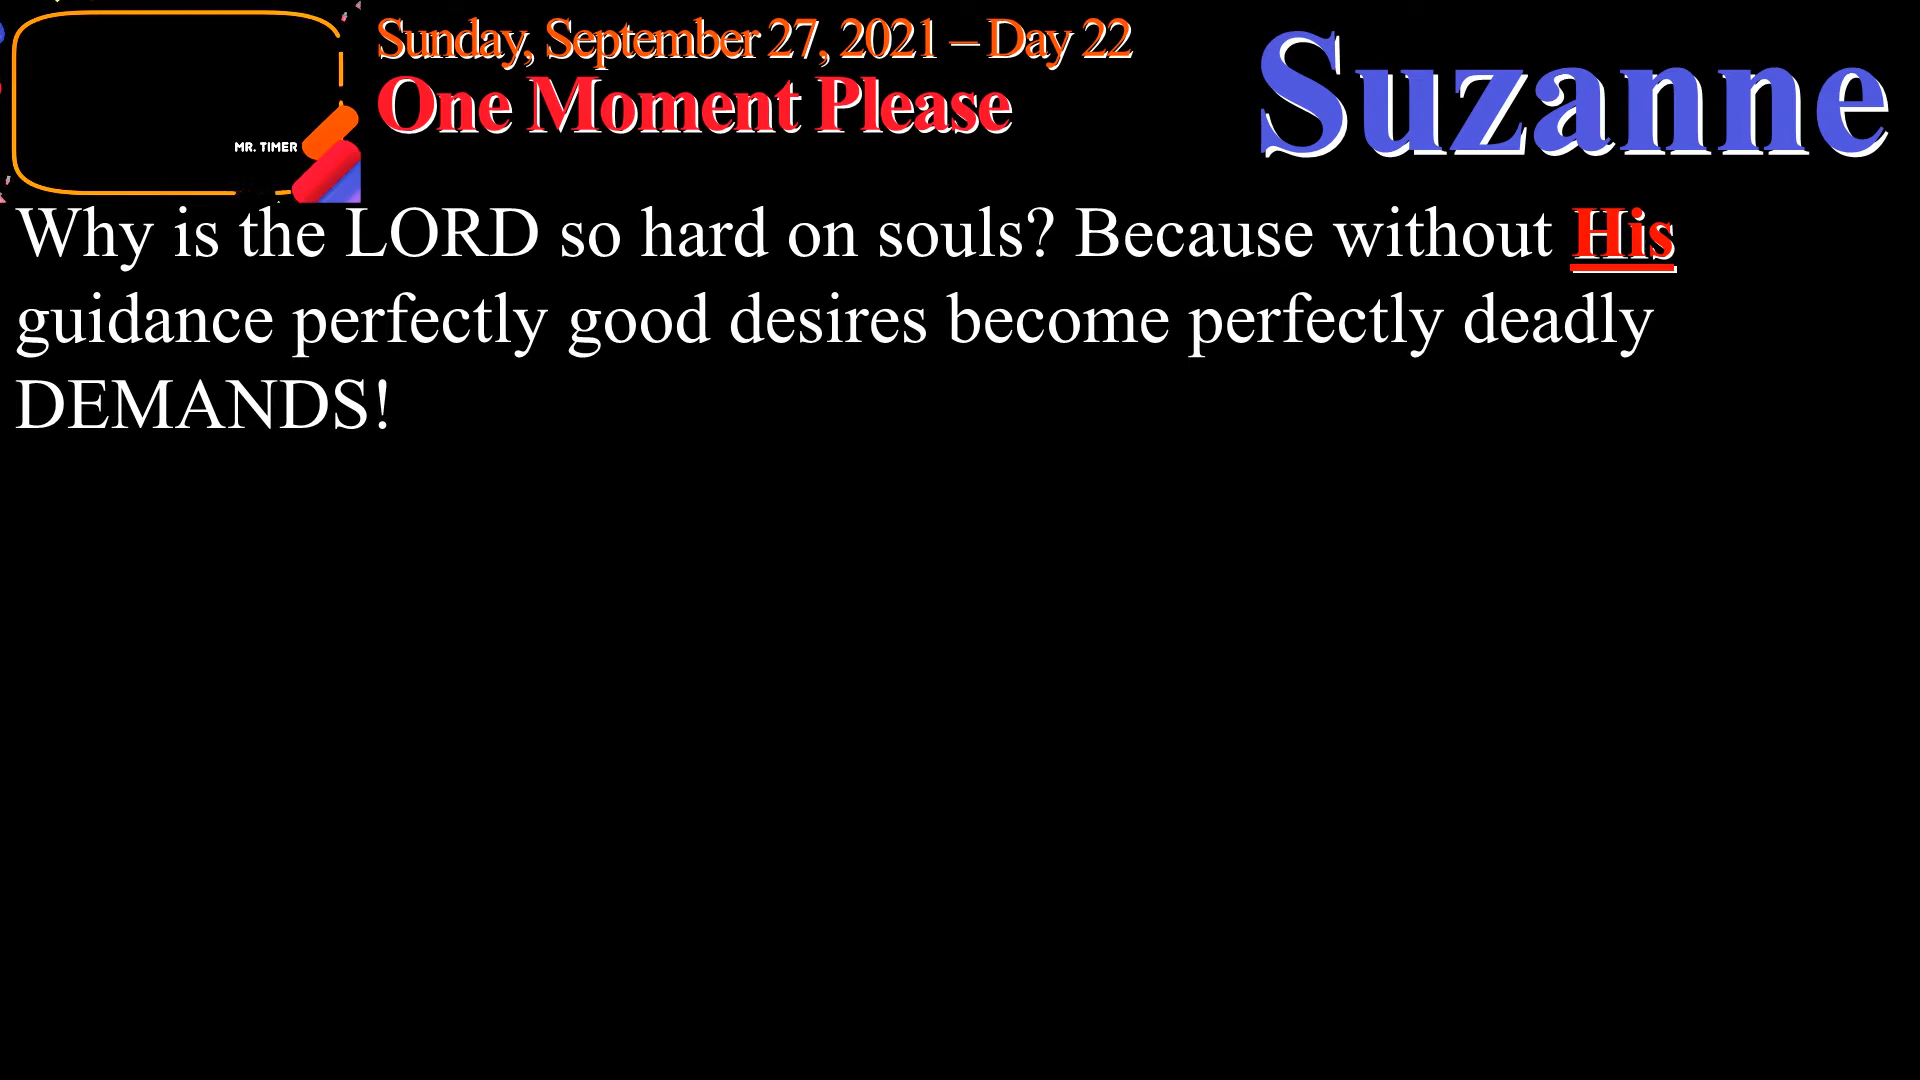 Sunday, September 27, 2021 – Day 22
One Moment Please
Suzanne
MR. TIMER
Why is the LORD so hard on souls? Because without His
guidance perfectly good desires become perfectly deadly
DEMANDS!